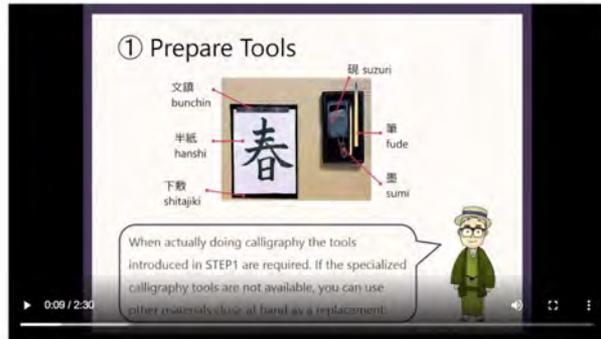 ① Prepare Tools
硯 suzuri
文鎮
bunchin
半紙
hanshi
春
筆
fude
下敷
shitajiki
墨
sumi
When actually doing calligraphy the tools
introduced in STEP1 are required. If the specialized
calligraphy tools are not available, you can use
other materials close at hand as a replacement.
0:09 / 2:30